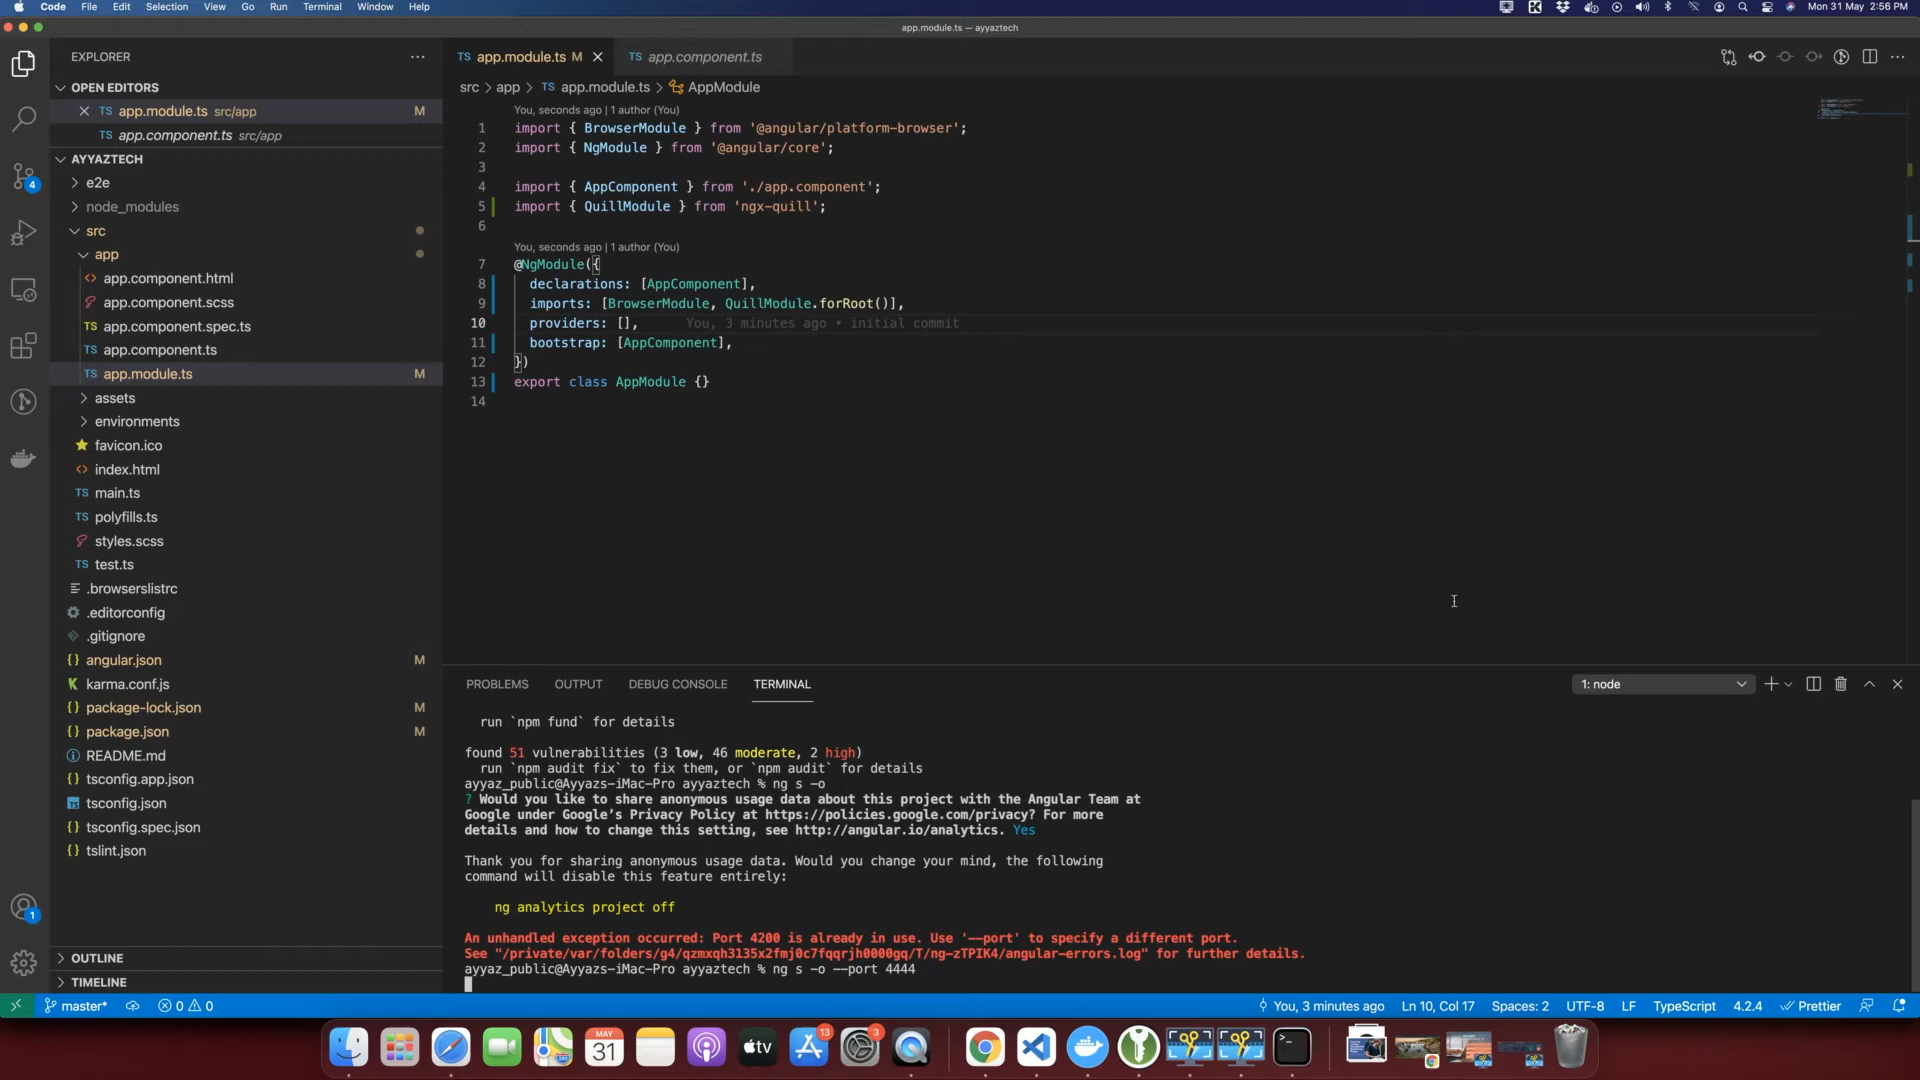 Code File Edit Selection View Go Run Terminal Window Help
Mon 31 May 2:56 PM
app.module.ts — ayyaztech
EXPLORER
OPEN EDITORS
app.module.ts src/app M
app.component.ts src/app
AYYAZTECH
e2e
node_modules
src
app
app.component.html
app.component.scss
app.component.spec.ts
app.component.ts
app.module.ts M
assets
environments
favicon.ico
index.html
main.ts
polyfills.ts
styles.scss
test.ts
.browserslistrc
.editorconfig
.gitignore
angular.json M
karma.conf.js
package-lock.json M
package.json M
README.md
tsconfig.app.json
tsconfig.json
tsconfig.spec.json
tslint.json
OUTLINE
TIMELINE
4
1
TS app.module.ts M
TS app.component.ts
src > app > TS app.module.ts > AppModule
You, seconds ago | 1 author (You)
1 import { BrowserModule } from '@angular/platform-browser';
2 import { NgModule } from '@angular/core';
3
4 import { AppComponent } from './app.component';
5 import { QuillModule } from 'ngx-quill';
6
You, seconds ago | 1 author (You)
7 @NgModule({
8 declarations: [AppComponent],
9 imports: [BrowserModule, QuillModule.forRoot()],
10 providers: [], You, 3 minutes ago • initial commit
11 bootstrap: [AppComponent],
12 })
13 export class AppModule {}
14
PROBLEMS OUTPUT DEBUG CONSOLE TERMINAL
1: node
run `npm fund` for details
found 51 vulnerabilities (3 low, 46 moderate, 2 high)
run `npm audit fix` to fix them, or `npm audit` for details
ayyaz_public@Ayyazs-iMac-Pro ayyaztech % ng s -o
? Would you like to share anonymous usage data about this project with the Angular Team at
Google under Google's Privacy Policy at https://policies.google.com/privacy? For more
details and how to change this setting, see http://angular.io/analytics. Yes
Thank you for sharing anonymous usage data. Would you change your mind, the following
command will disable this feature entirely:
ng analytics project off
An unhandled exception occurred: Port 4200 is already in use. Use '--port' to specify a different port.
See "/private/var/folders/g4/qzmxqh3135x2fmj0c7fqqrjh0000gq/T/ng-zTPIK4/angular-errors.log" for further details.
ayyaz_public@Ayyazs-iMac-Pro ayyaztech % ng s -o --port 4444
master* 0 0
You, 3 minutes ago Ln 10, Col 17 Spaces: 2 UTF-8 LF TypeScript 4.2.4 Prettier
MAY
31
tv
13
3